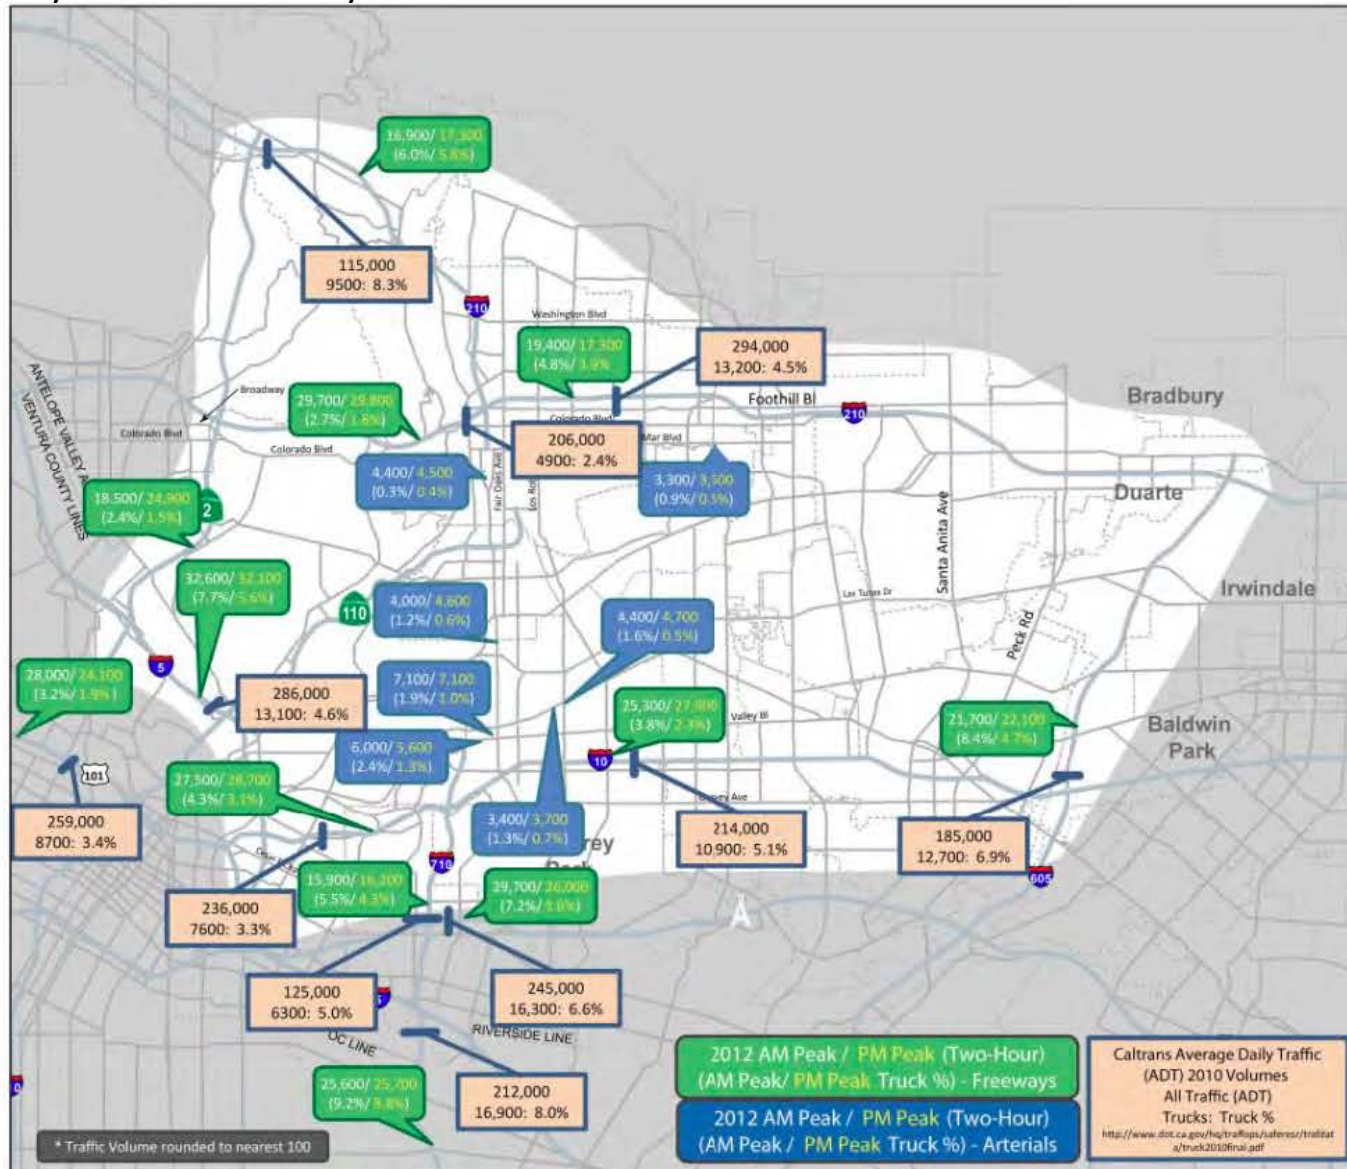 16,900/ 17,300
(6.0%/ 5.8%)
115,000
9500: 8.3%
210
Washington Blvd
19,400/ 17,300
(4.8%/ 3.9%
294,000
13,200: 4.5%
ANTELOPE VALLEY
VENTURA COUNTY LINES
Broadway
29,700/ 29,800
(2.7%/ 1.8%)
Foothill Bl
210
Bradbury
Colorado Blvd
Colorado Blvd
Colorado Blvd
206,000
4900: 2.4%
Mar Blvd
4,400/ 4,500
(0.3%/ 0.4%)
Fair Oaks Ave
3,300/ 3,500
(0.9%/ 0.5%)
Duarte
18,500/ 24,900
(2.4%/ 1.5%)
2
Santa Anita Ave
32,600/ 32,100
(7.7%/ 5.6%)
Irwindale
110
4,000/ 4,600
(1.2%/ 0.6%)
4,400/ 4,700
(1.6%/ 0.5%)
Las Tunas Dr
Peck Rd
5
28,000/ 24,100
(3.2%/ 1.9%)
286,000
13,100: 4.6%
7,100/ 7,100
(1.9%/ 1.0%)
25,300/ 27,900
(3.8%/ 2.3%)
Valley Bl
21,700/ 22,100
(8.4%/ 4.7%)
Baldwin
Park
6,000/ 5,600
(2.4%/ 1.3%)
10
101
27,500/ 28,700
(4.3%/ 3.1%)
259,000
8700: 3.4%
3,400/ 3,700
(1.3%/ 0.7%)
214,000
10,900: 5.1%
185,000
12,700: 6.9%
710
605
15,900/ 16,200
(5.5%/ 4.3%)
29,700/ 26,000
(7.2%/
236,000
7600: 3.3%
125,000
6300: 5.0%
245,000
16,300: 6.6%
OC LINE
RIVERSIDE LINE
212,000
16,900: 8.0%
25,600/ 25,700
(9.2%/
* Traffic Volume rounded to nearest 100
2012 AM Peak / PM Peak (Two-Hour)
(AM Peak/ PM Peak Truck %) - Freeways
2012 AM Peak / PM Peak (Two-Hour)
(AM Peak / PM Peak Truck %) - Arterials
Caltrans Average Daily Traffic
(ADT) 2010 Volumes
All Traffic (ADT)
Trucks: Truck %